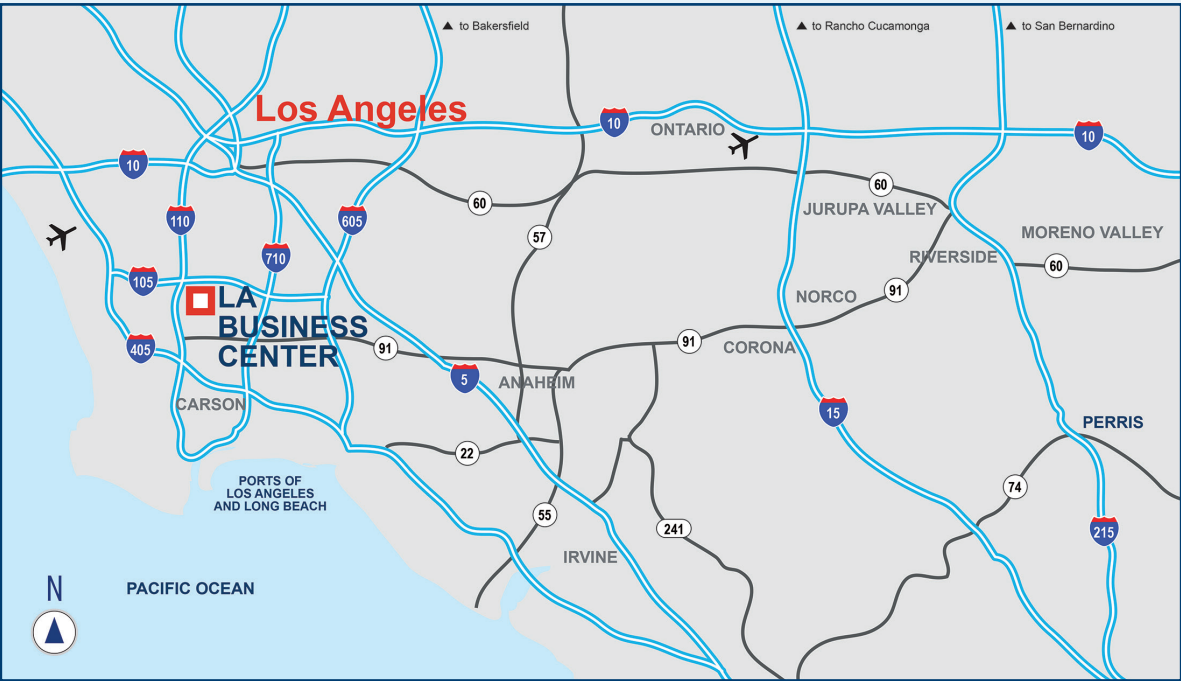 to Bakersfield
to Rancho Cucamonga
to San Bernardino
Los Angeles
10
ONTARIO
10
10
60
60
JURUPA VALLEY
110
605
57
MORENO VALLEY
710
RIVERSIDE
60
105
LA
BUSINESS
CENTER
NORCO
91
405
91
91
CORONA
5
ANAHEIM
CARSON
15
PERRIS
22
PORTS OF
LOS ANGELES
AND LONG BEACH
74
55
241
215
IRVINE
N
PACIFIC OCEAN